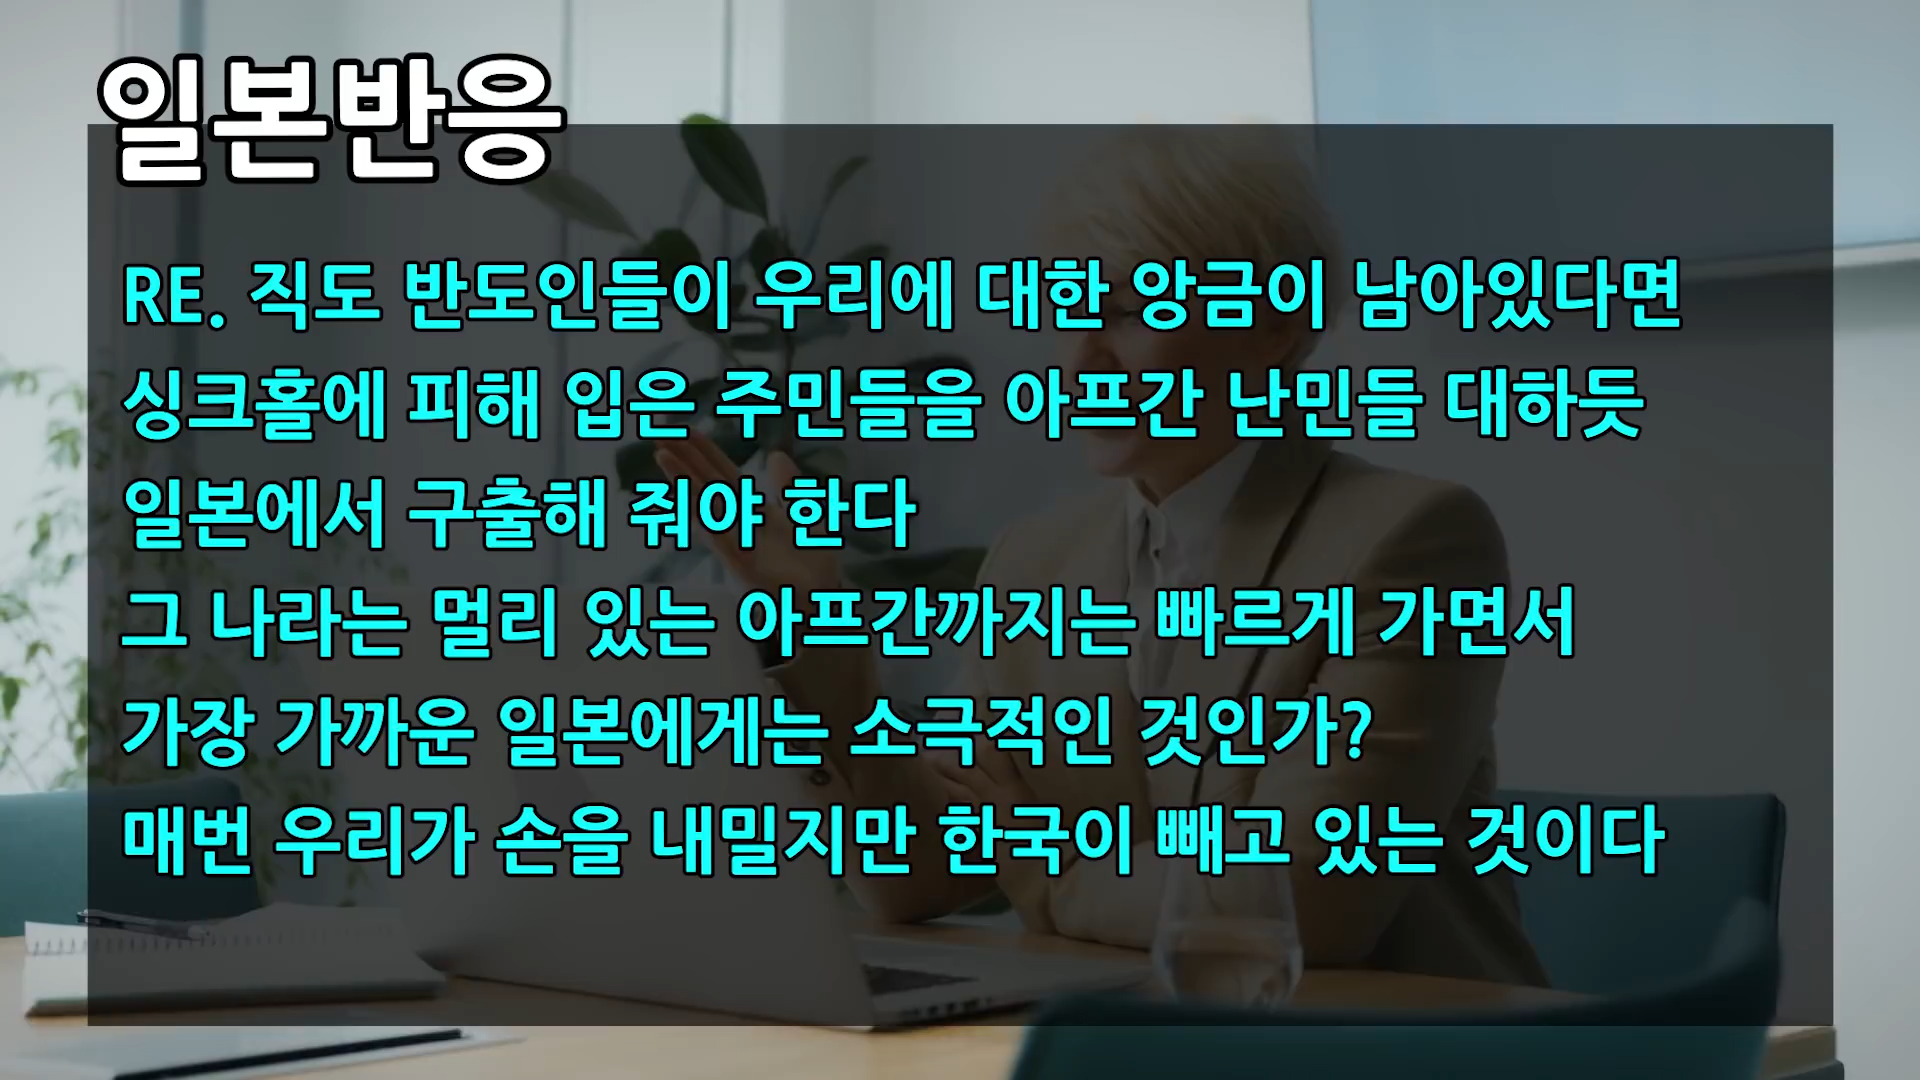 일본반응
RE. 직도 반도인들이 우리에 대한 앙금이 남아있다면
싱크홀에 피해 입은 주민들을 아프간 난민들 대하듯
일본에서 구출해 줘야 한다
그 나라는 멀리 있는 아프간까지는 빠르게 가면서
가장 가까운 일본에게는 소극적인 것인가?
매번 우리가 손을 내밀지만 한국이 빼고 있는 것이다